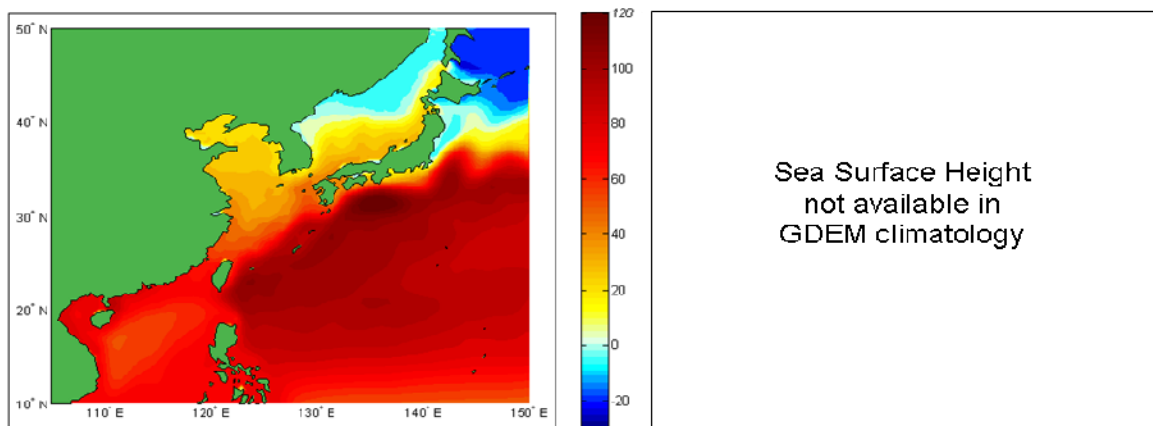 50° N
40° N
30° N
20° N
10° N
110° E
120° E
130° E
140° E
150° E
120
100
80
60
40
20
0
-20
Sea Surface Height
not available in
GDEM climatology